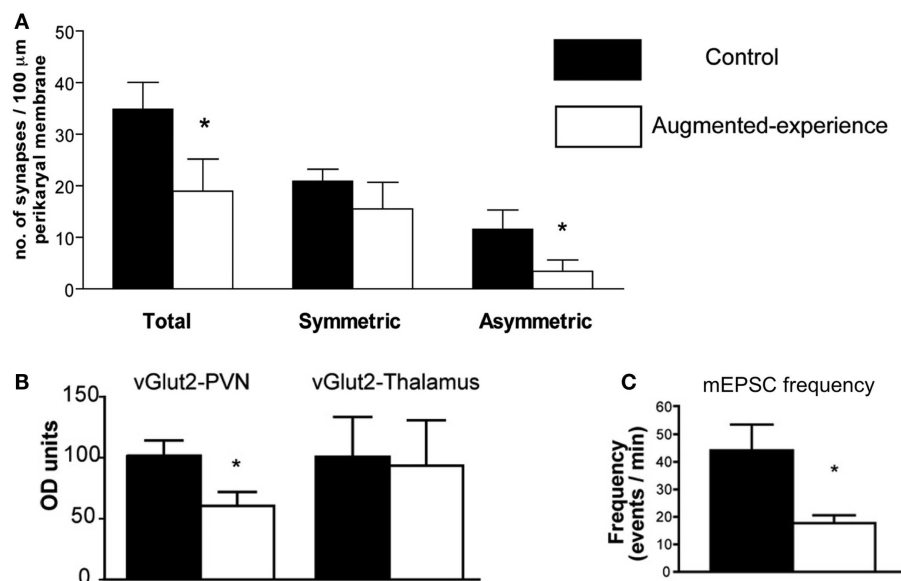 A
no. of synapses / 100 μm
perikaryal membrane
50
40
30
20
10
0
*
*
Total
Symmetric
Asymmetric
Control
Augmented-experience
B
vGlut2-PVN
vGlut2-Thalamus
OD units
150
100
50
0
*
C
mEPSC frequency
Frequency
(events / min)
60
50
40
30
20
10
0
*